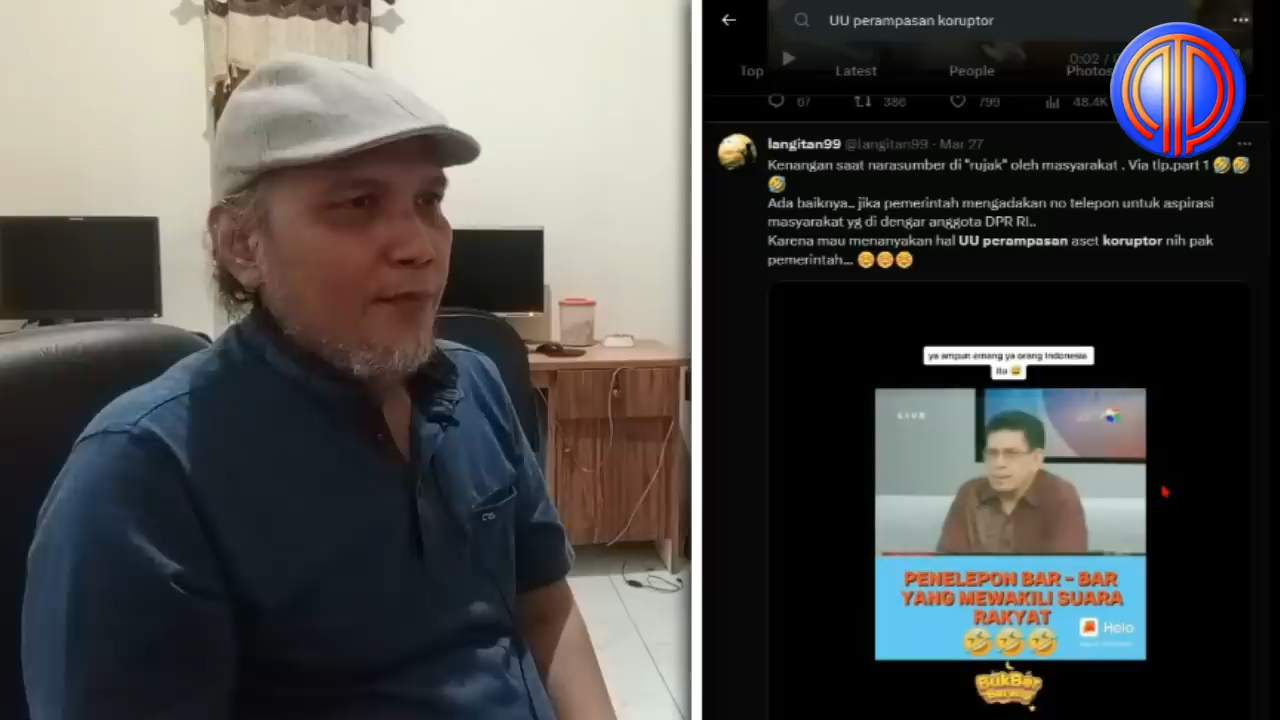 UU perampasan koruptor
0:02 /
Top Latest People Photos
67 386 799 48.4K
langitan99 @langitan99 · Mar 27
Kenangan saat narasumber di "rujak" oleh masyarakat . Via tlp.part 1 🤣🤣
🤣
Ada baiknya.. jika pemerintah mengadakan no telepon untuk aspirasi
masyarakat yg di dengar anggota DPR RI..
Karena mau menanyakan hal UU perampasan aset koruptor nih pak
pemerintah... 😁😁😁
ya ampun emang ya orang Indonesia
itu 😄
LIVE
PENELEPON BAR - BAR
YANG MEWAKILI SUARA
RAKYAT
🤣🤣🤣
Helo
BukBer